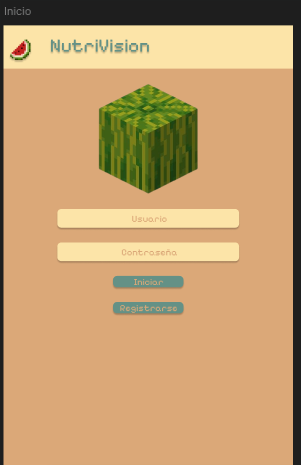 Inicio
NutriVision
Usuario
Contraseña
Iniciar
Registrarse